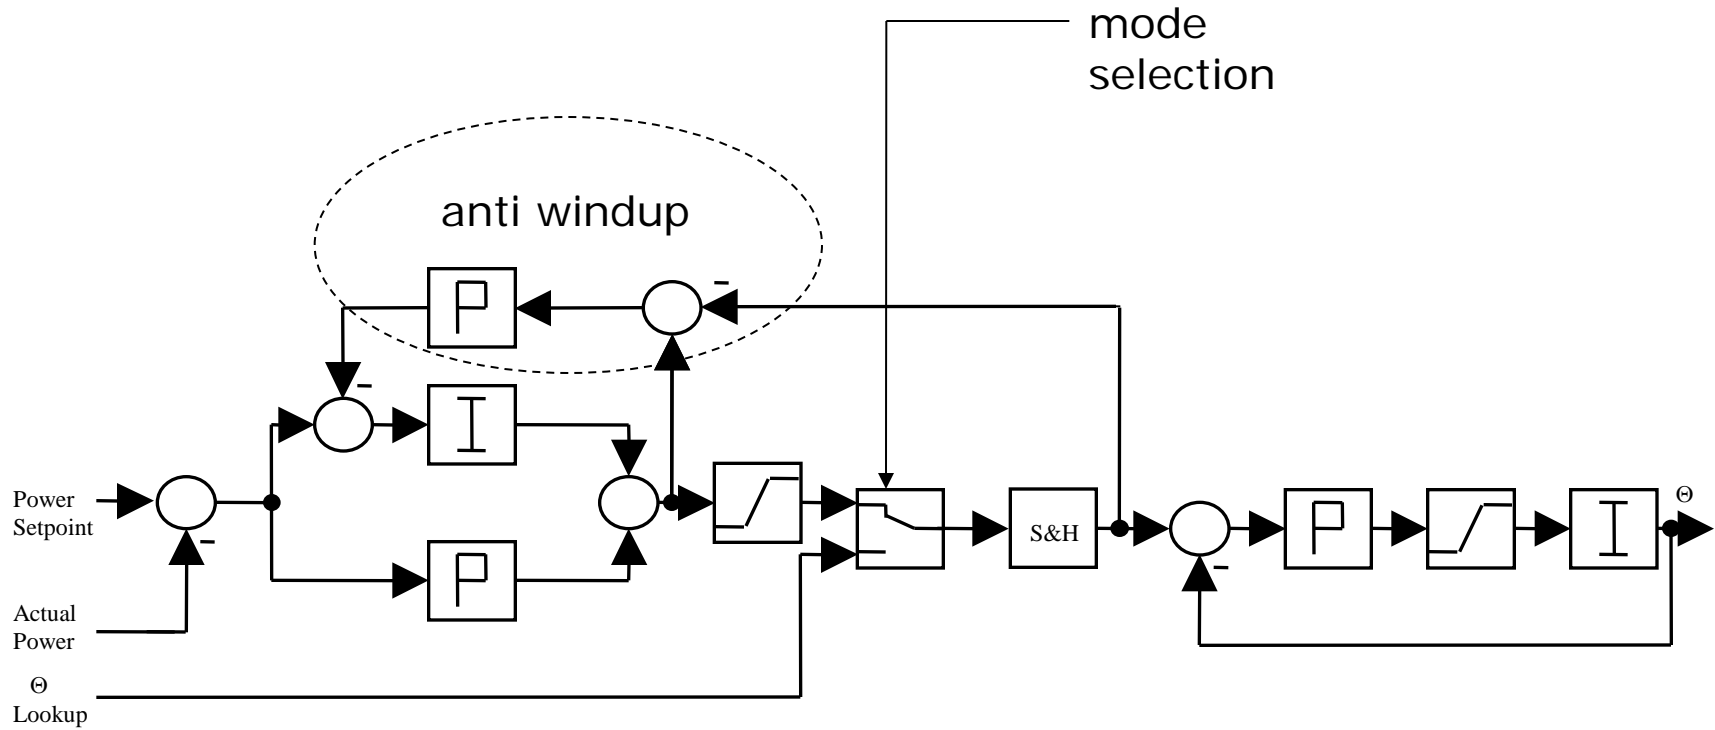 mode
selection
anti windup
P
I
P
Power
Setpoint
Actual
Power
Θ
Lookup
S&H
P
I
Θ